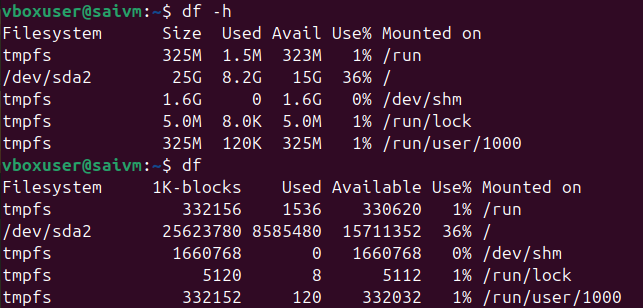 vboxuser@saivm:~$ df -h
Filesystem      Size  Used Avail Use% Mounted on
tmpfs           325M  1.5M  323M   1% /run
/dev/sda2        25G  8.2G   15G  36% /
tmpfs           1.6G     0  1.6G   0% /dev/shm
tmpfs           5.0M  8.0K  5.0M   1% /run/lock
tmpfs           325M  120K  325M   1% /run/user/1000
vboxuser@saivm:~$ df
Filesystem     1K-blocks    Used Available Use% Mounted on
tmpfs             332156    1536    330620   1% /run
/dev/sda2       25623780 8585480  15711352  36% /
tmpfs            1660768       0   1660768   0% /dev/shm
tmpfs               5120       8      5112   1% /run/lock
tmpfs             332152     120    332032   1% /run/user/1000